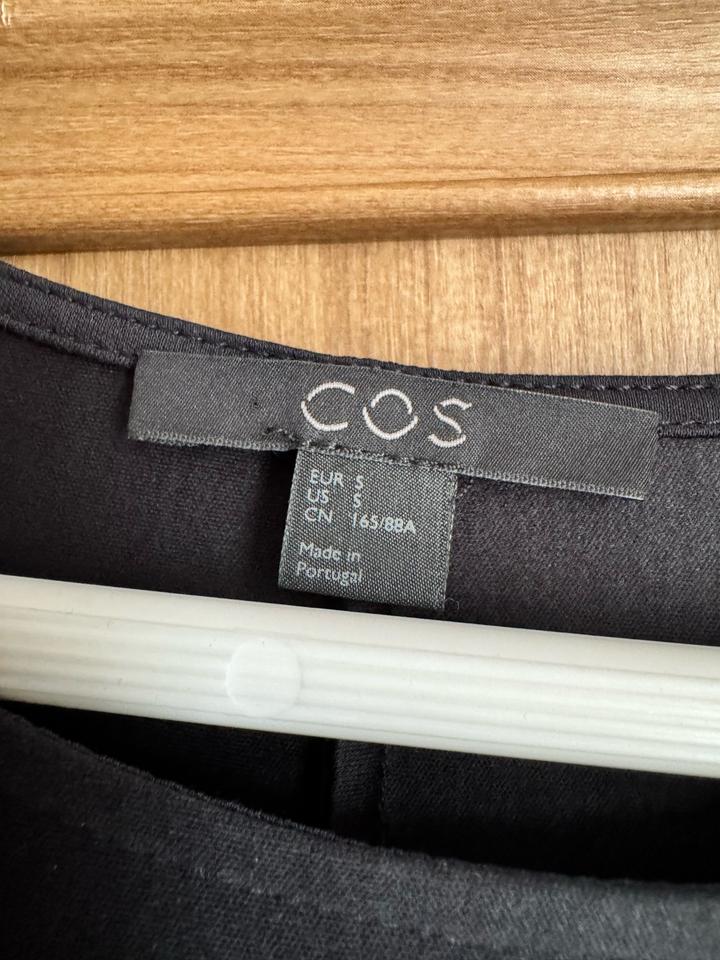 COS
EUR S
US S
CN 165/88A
Made in
Portugal